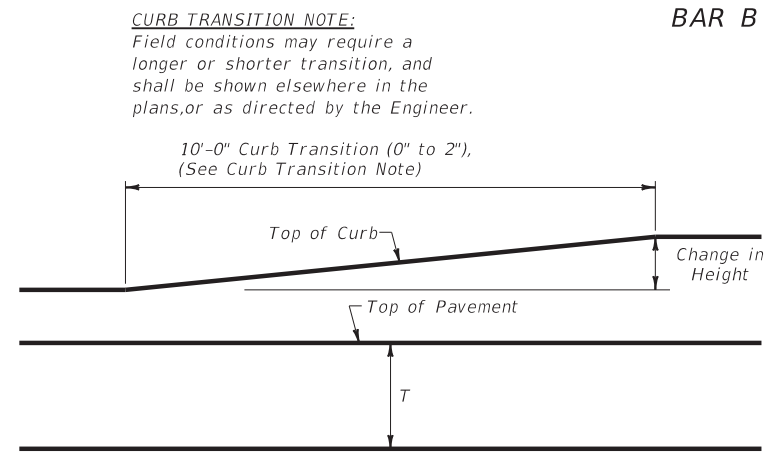 CURB TRANSITION NOTE:
Field conditions may require a
longer or shorter transition, and
shall be shown elsewhere in the
plans,or as directed by the Engineer.
BAR B
10'-0" Curb Transition (0" to 2"),
(See Curb Transition Note)
Top of Curb
Change in
Height
Top of Pavement
T